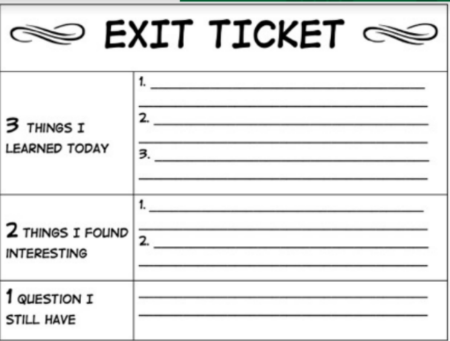 EXIT TICKET
1.
2.
3 THINGS I
LEARNED TODAY
3.
1.
2 THINGS I FOUND
INTERESTING
2.
1 QUESTION I
STILL HAVE